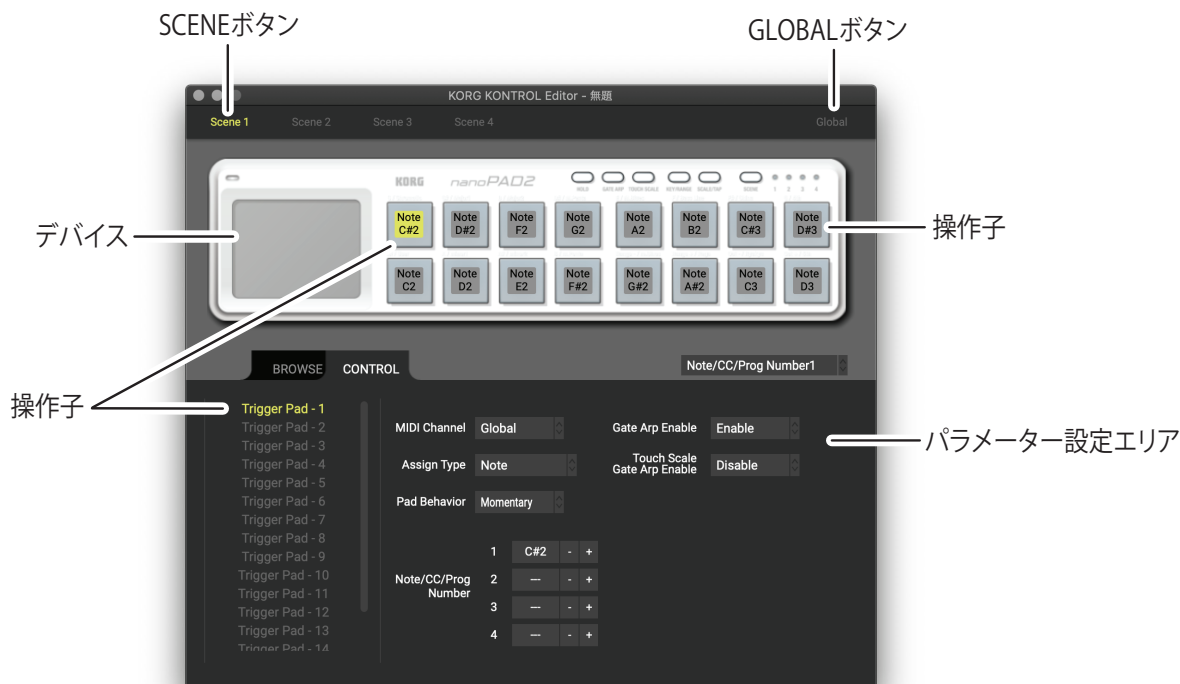 SCENEボタン
GLOBALボタン
KORG KONTROL Editor - 無題
Scene 1 Scene 2 Scene 3 Scene 4 Global
KORG nanoPAD2
HOLD GATE ARP TOUCH SCALE KEY/RANGE SCALE/TAP SCENE 1 2 3 4
デバイス
操作子
Note C#2
Note D#2
Note F2
Note G2
Note A2
Note B2
Note C#3
Note D#3
Note C2
Note D2
Note E2
Note F#2
Note G#2
Note A#2
Note C3
Note D3
BROWSE CONTROL
Note/CC/Prog Number1
操作子
Trigger Pad - 1
Trigger Pad - 2
Trigger Pad - 3
Trigger Pad - 4
Trigger Pad - 5
Trigger Pad - 6
Trigger Pad - 7
Trigger Pad - 8
Trigger Pad - 9
Trigger Pad - 10
Trigger Pad - 11
Trigger Pad - 12
Trigger Pad - 13
Trigger Pad - 14
MIDI Channel Global
Assign Type Note
Pad Behavior Momentary
Gate Arp Enable Enable
Touch Scale
Gate Arp Enable Disable
パラメーター設定エリア
Note/CC/Prog
Number
1 C#2 - +
2 --- - +
3 --- - +
4 --- - +